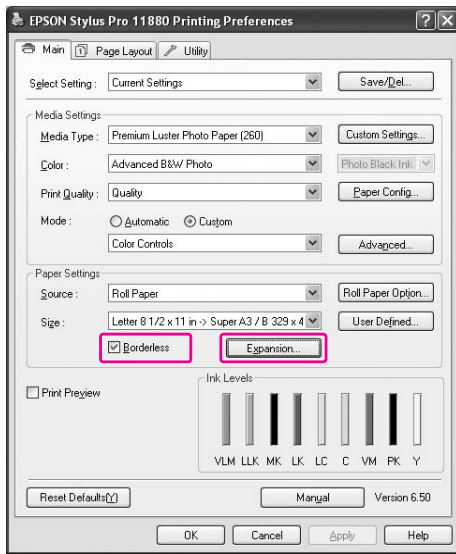 EPSON Stylus Pro 11880 Printing Preferences
Main Page Layout Utility
Select Setting : Current Settings Save/Del...
Media Settings
Media Type : Premium Luster Photo Paper (260) Custom Settings...
Color : Advanced B&W Photo Photo Black Ink
Print Quality : Quality Paper Config...
Mode : Automatic Custom
Color Controls Advanced...
Paper Settings
Source : Roll Paper Roll Paper Option...
Size : Letter 8 1/2 x 11 in -> Super A3 / B 329 x 4 User Defined...
Borderless Expansion...
Print Preview
Ink Levels
VLM LLK MK LK LC C VM PK Y
Reset Defaults(Y) Manual Version 6.50
OK Cancel Apply Help